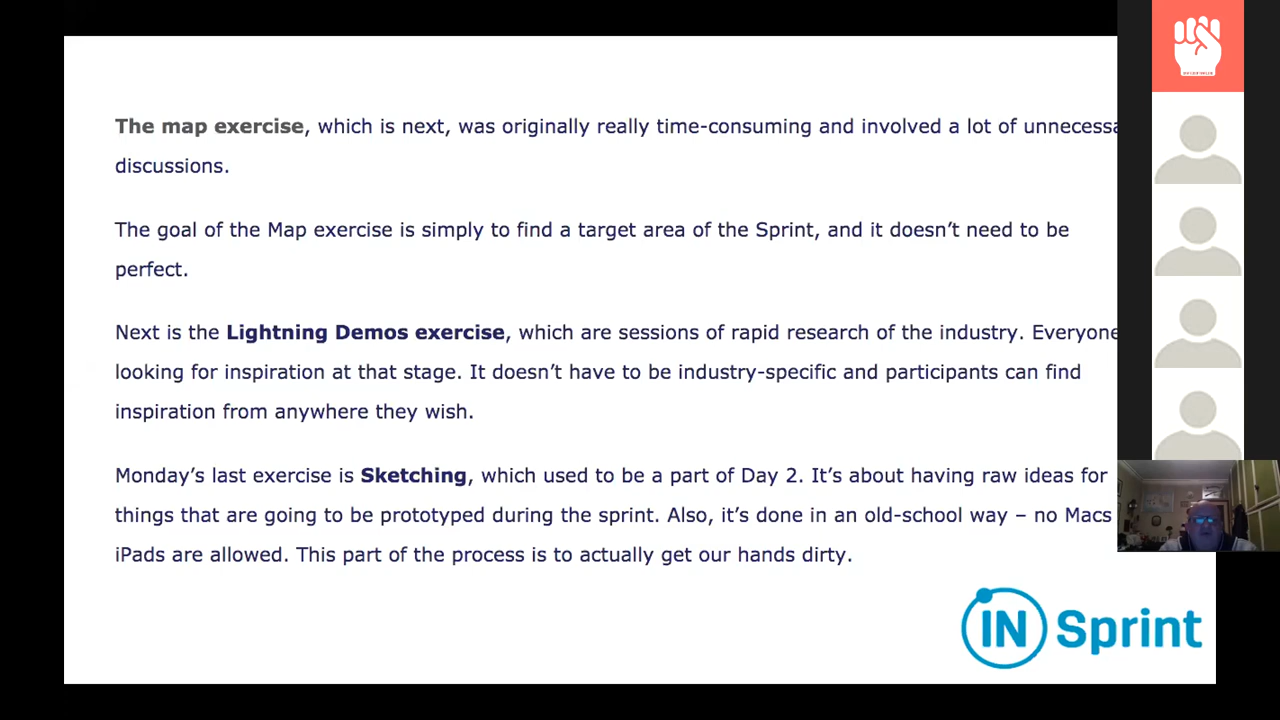 The map exercise, which is next, was originally really time-consuming and involved a lot of
discussions.
The goal of the Map exercise is simply to find a target area of the Sprint, and it doesn’t need to be
perfect.
Next is the Lightning Demos exercise, which are sessions of rapid research of the industry. Everyone
looking for inspiration at that stage. It doesn’t have to be industry-specific and participants can find
inspiration from anywhere they wish.
Monday’s last exercise is Sketching, which used to be a part of Day 2. It’s about having raw ideas for
things that are going to be prototyped during the sprint. Also, it’s done in an old-school way – no Macs
iPads are allowed. This part of the process is to actually get our hands dirty.
IN Sprint